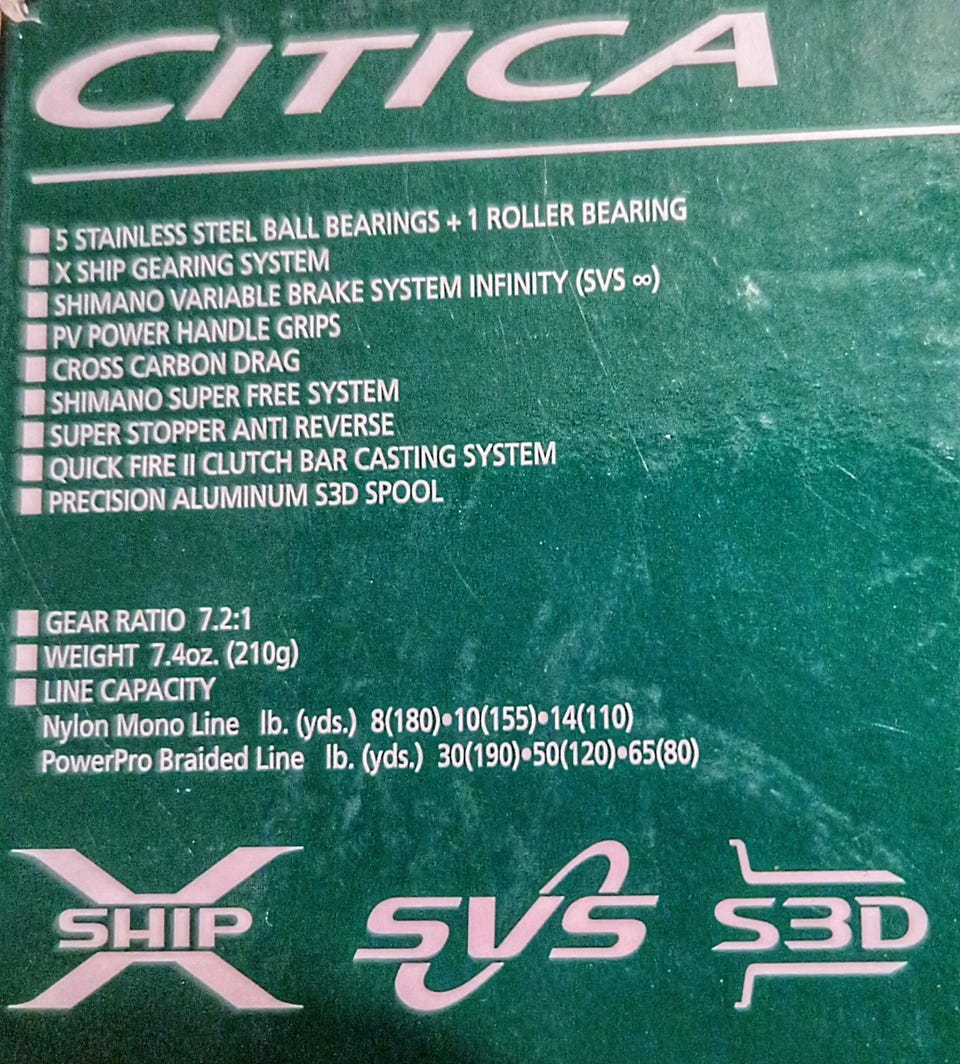 CITICA
5 STAINLESS STEEL BALL BEARINGS + 1 ROLLER BEARING
X SHIP GEARING SYSTEM
SHIMANO VARIABLE BRAKE SYSTEM INFINITY (SVS ∞)
PV POWER HANDLE GRIPS
CROSS CARBON DRAG
SHIMANO SUPER FREE SYSTEM
SUPER STOPPER ANTI REVERSE
QUICK FIRE II CLUTCH BAR CASTING SYSTEM
PRECISION ALUMINUM S3D SPOOL
GEAR RATIO 7.2:1
WEIGHT 7.4oz. (210g)
LINE CAPACITY
Nylon Mono Line lb. (yds.) 8(180)•10(155)•14(110)
PowerPro Braided Line lb. (yds.) 30(190)•50(120)•65(80)
X SHIP SVS S3D